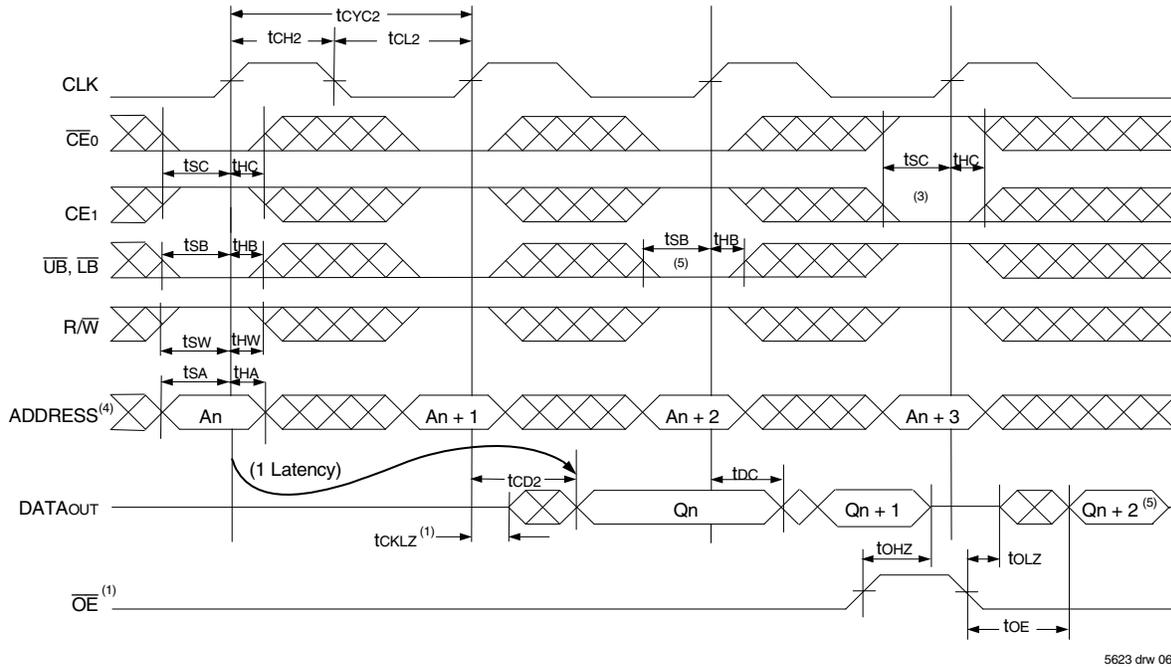 tCYC2
tCH2
tCL2
CLK
CE0
tSC
tHC
tSC
tHC
(3)
CE1
tSB
tHB
tSB
tHB
UB, LB
(5)
R/W
tSW
tHW
tSA
tHA
ADDRESS(4)
An
An + 1
An + 2
An + 3
(1 Latency)
tCD2
tDC
DATAOUT
Qn
Qn + 1
Qn + 2 (5)
tCKLZ (1)
tOHZ
tOLZ
OE (1)
tOE
5623 drw 06